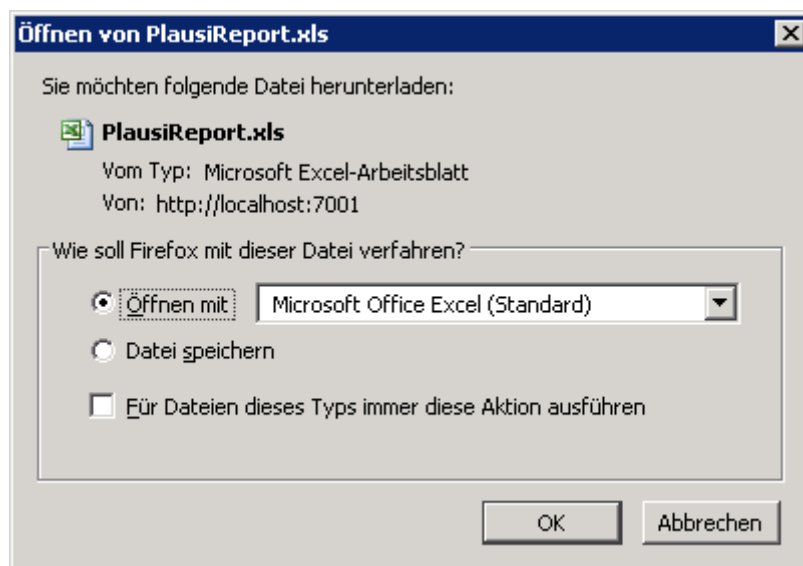 Öffnen von PlausiReport.xls
Sie möchten folgende Datei herunterladen:
PlausiReport.xls
Vom Typ: Microsoft Excel-Arbeitsblatt
Von: http://localhost:7001
Wie soll Firefox mit dieser Datei verfahren?
Öffnen mit Microsoft Office Excel (Standard)
Datei speichern
Für Dateien dieses Typs immer diese Aktion ausführen
OK Abbrechen